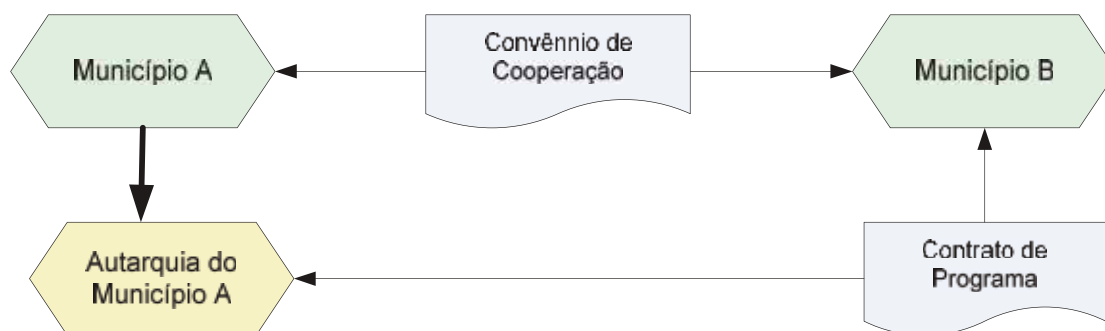 Município A
Convênnio de
Cooperação
Município B
Autarquia do
Município A
Contrato de
Programa